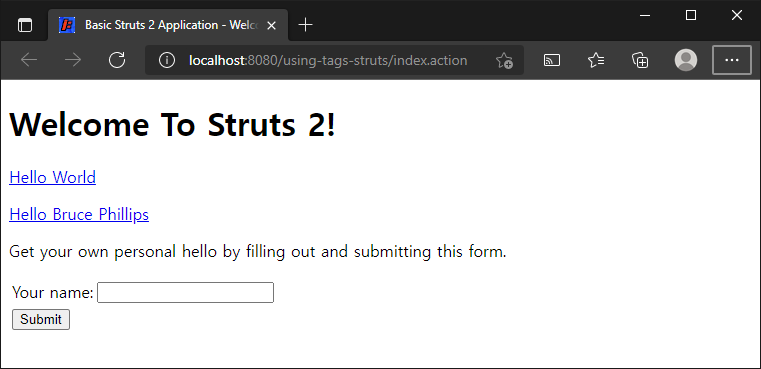 Basic Struts 2 Application - Welc
localhost:8080/using-tags-struts/index.action
Welcome To Struts 2!
Hello World
Hello Bruce Phillips
Get your own personal hello by filling out and submitting this form.
Your name:
Submit